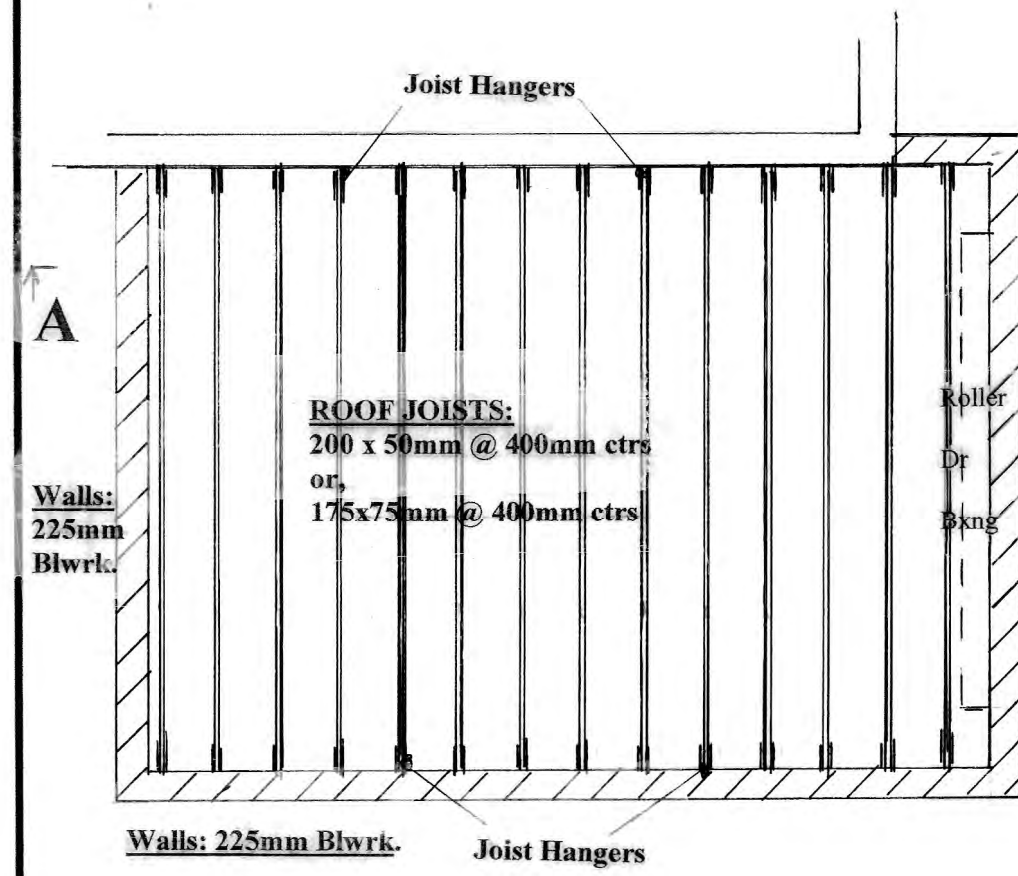 Joist Hangers
A
ROOF JOISTS:
200 x 50mm @ 400mm ctrs
or,
175x75mm @ 400mm ctrs
Roller
Dr
Bxng
Walls:
225mm
Blwrk.
Walls: 225mm Blwrk.
Joist Hangers